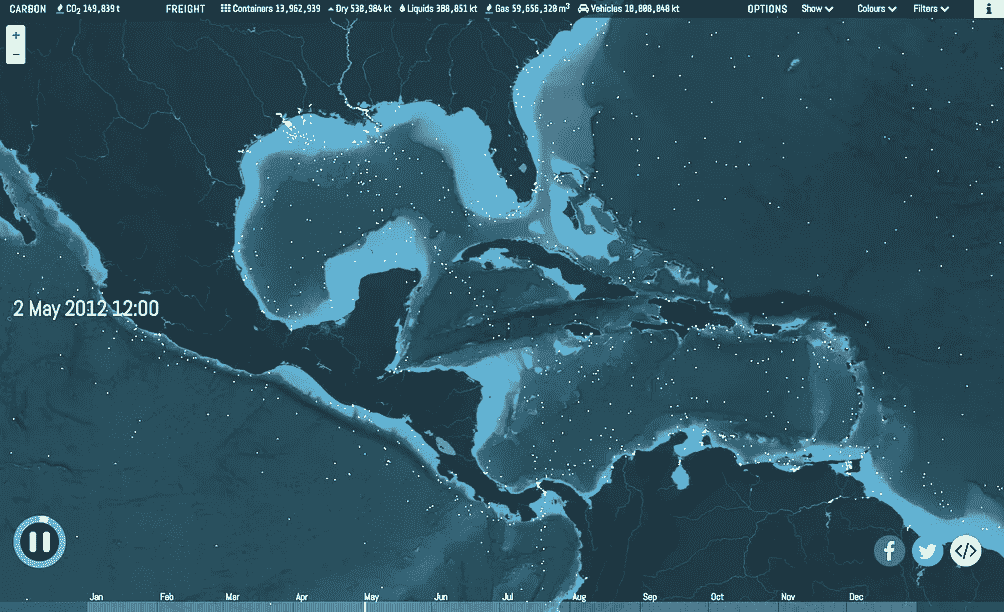 CARBON CO₂ 149,839 t FREIGHT Containers 13,962,939 Dry 538,984 kt Liquids 388,851 kt Gas 59,656,320 m³ Vehicles 10,808,048 kt OPTIONS Show Colours Filters i
+
−
2 May 2012 12:00
f </>
Jan Feb Mar Apr May Jun Jul Aug Sep Oct Nov Dec